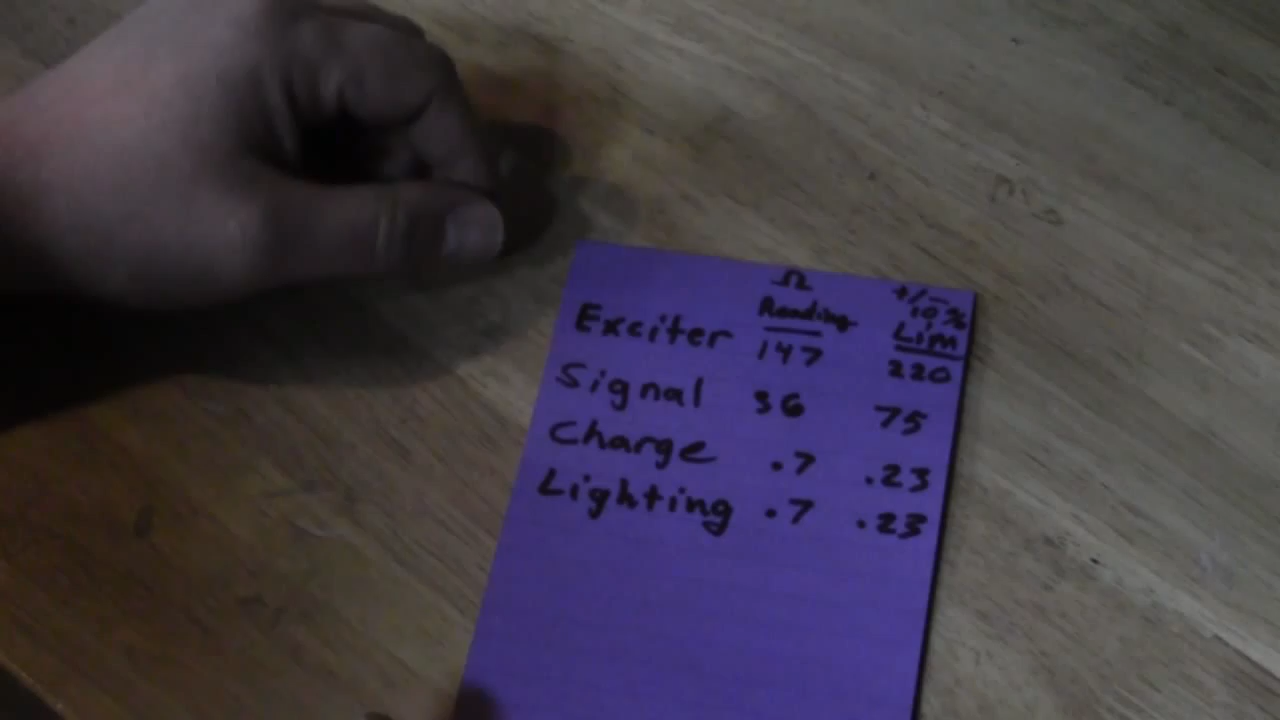 Ω +/-
Reading 10%
Exciter 147 Lim
Signal 36 220
Charge .7 75
Lighting .7 .23
.23